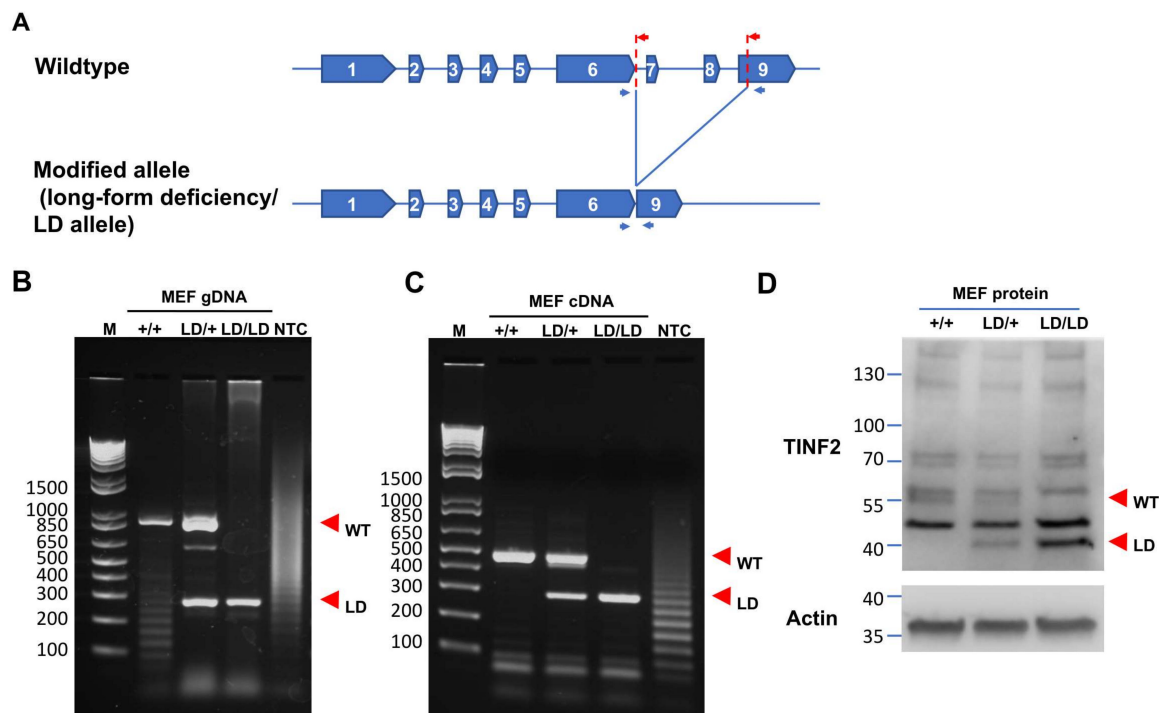 A
Wildtype
1 2 3 4 5 6 7 8 9
Modified allele
(long-form deficiency/
LD allele)
1 2 3 4 5 6 9
B
MEF gDNA
M +/+ LD/+ LD/LD NTC
1500
1000
850
650
500
400
300
200
100
WT
LD
C
MEF cDNA
M +/+ LD/+ LD/LD NTC
1500
1000
850
650
500
400
300
200
100
WT
LD
D
MEF protein
+/+ LD/+ LD/LD
130
100
70
55
40
TINF2
WT
LD
40
35
Actin